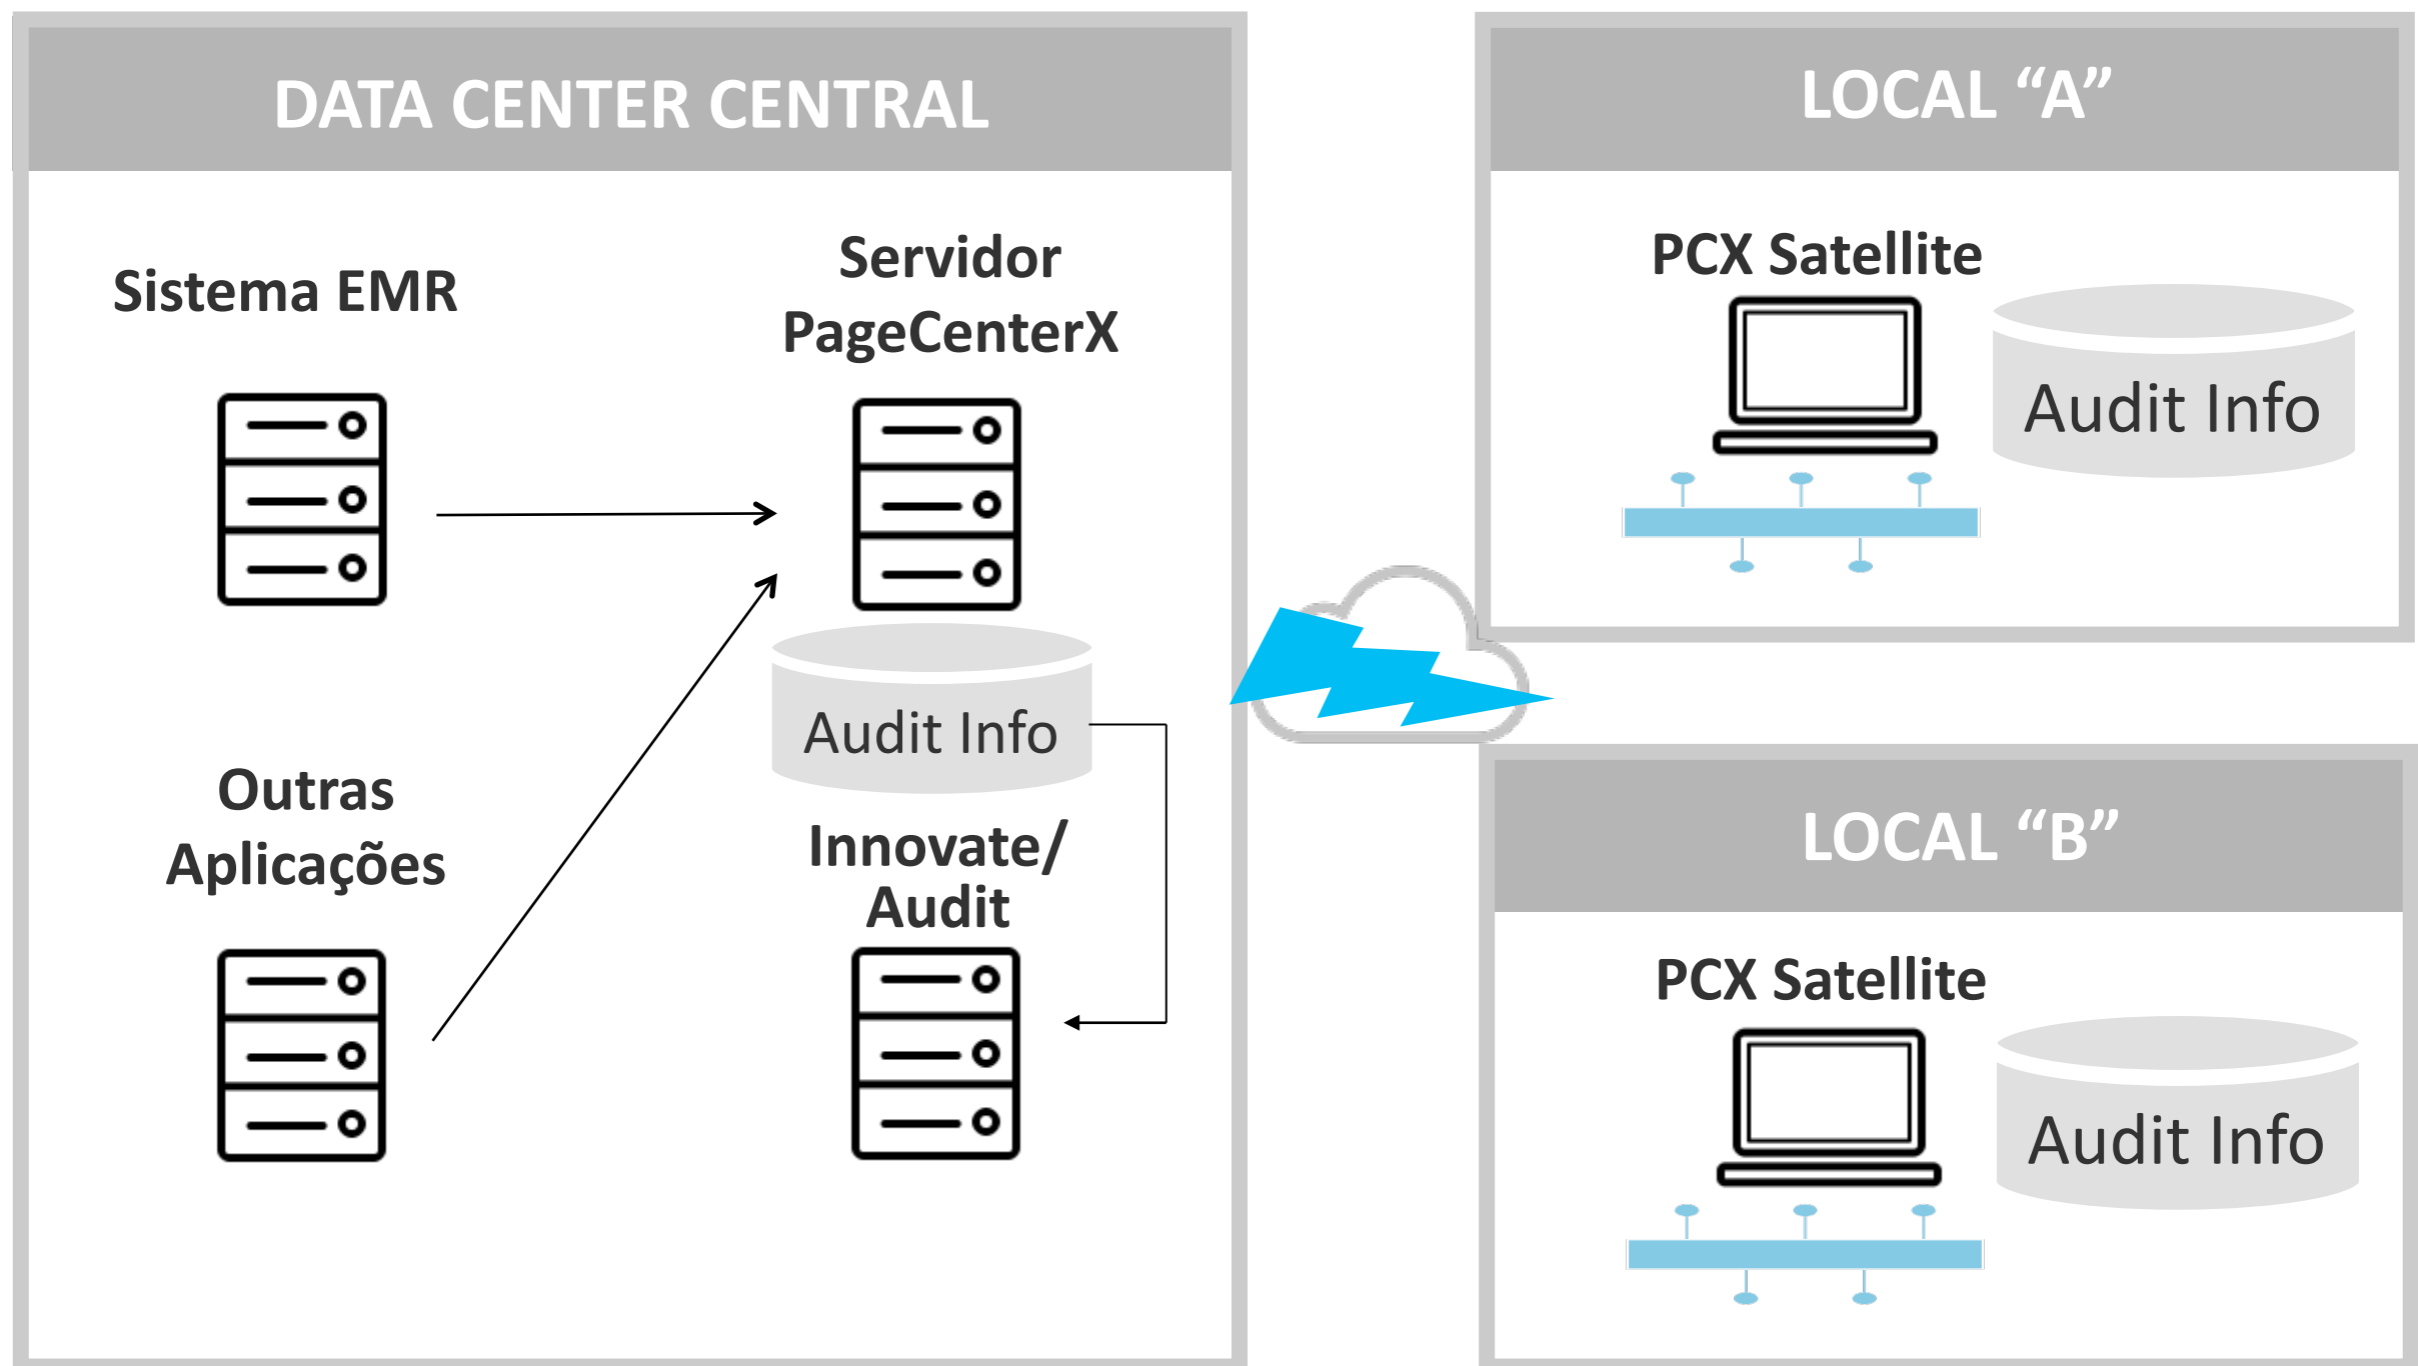 DATA CENTER CENTRAL
Sistema EMR
Servidor
PageCenterX
Audit Info
Outras
Aplicações
Innovate/
Audit
LOCAL “A”
PCX Satellite
Audit Info
LOCAL “B”
PCX Satellite
Audit Info